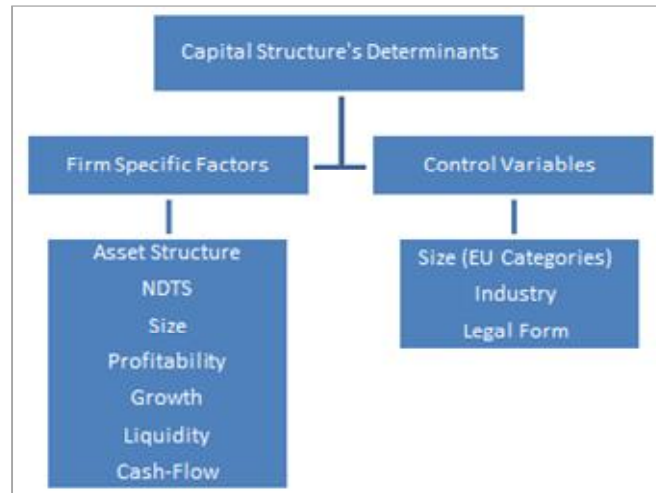 Capital Structure's Determinants
Firm Specific Factors
Control Variables
Asset Structure
NDTS
Size
Profitability
Growth
Liquidity
Cash-Flow
Size (EU Categories)
Industry
Legal Form